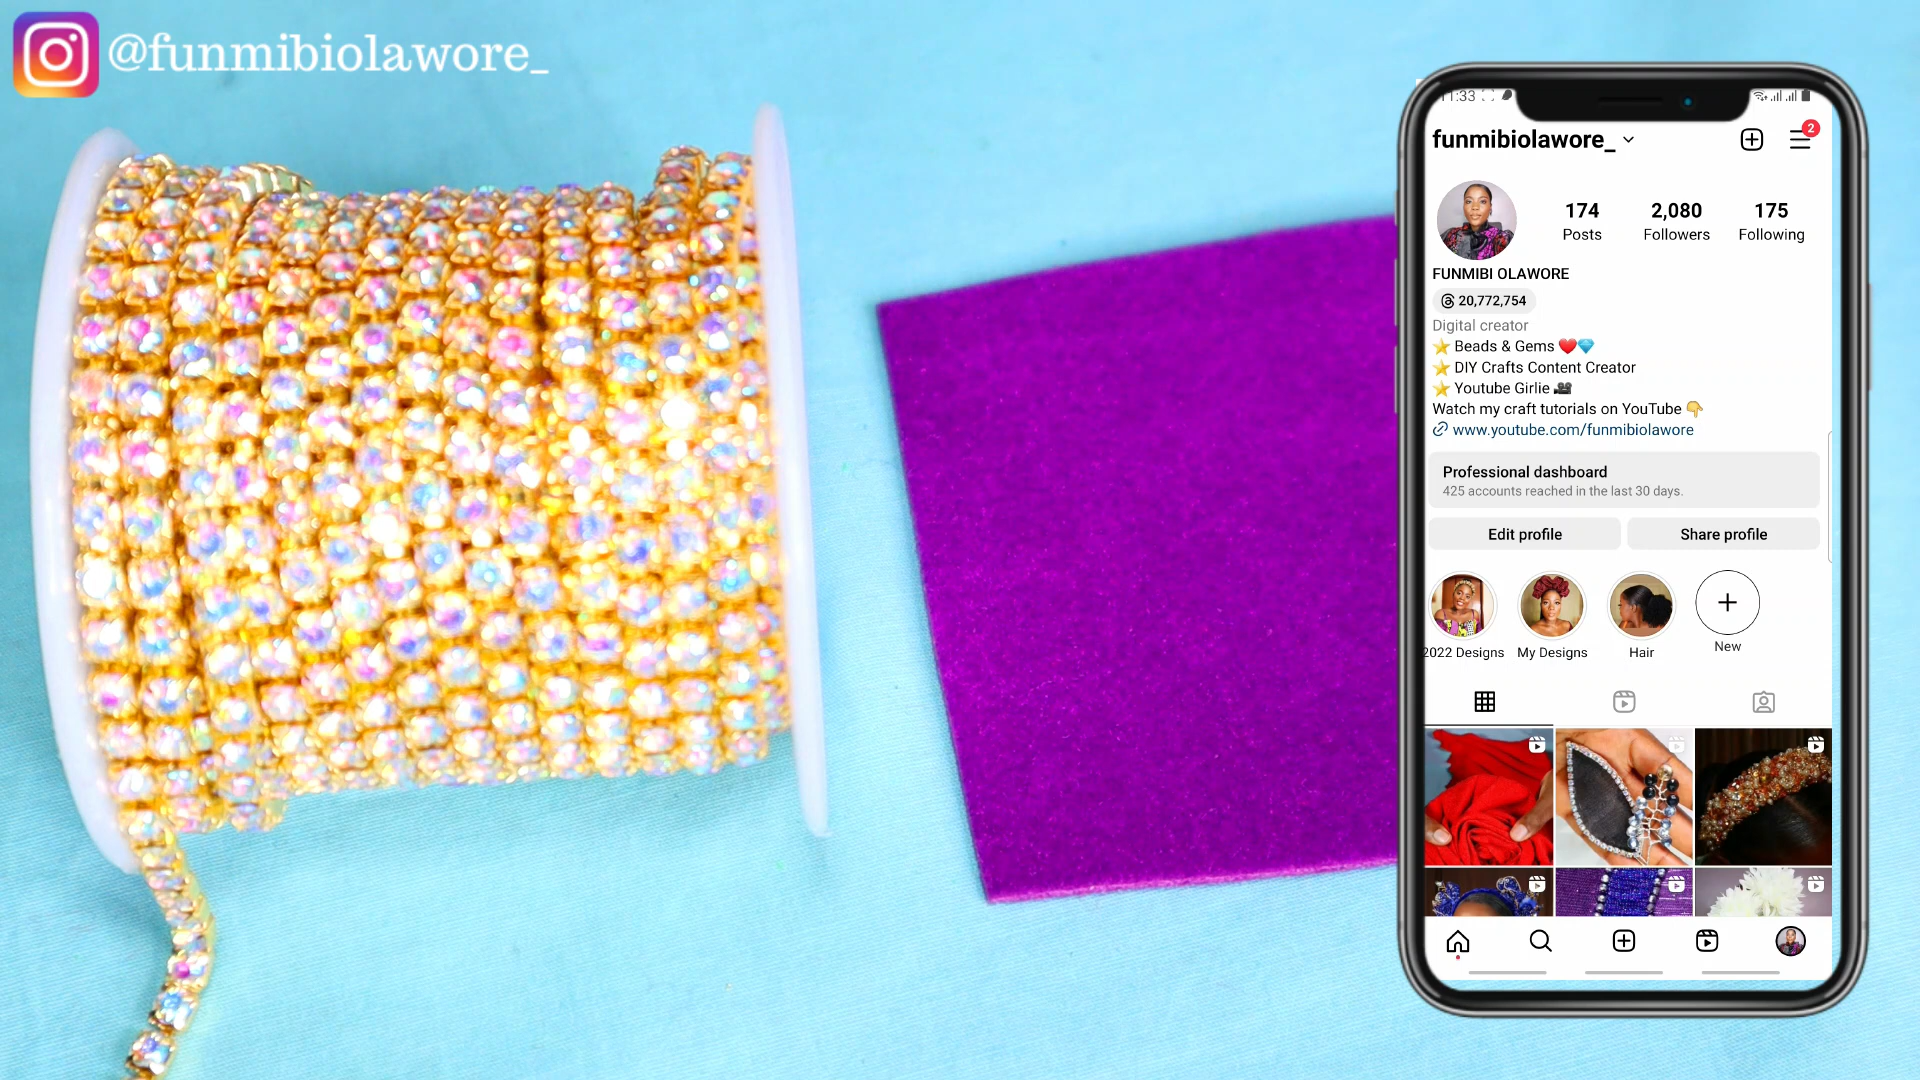 @funmibiolawore_
11:33
funmibiolawore_
2
174
2,080
175
Posts
Followers
Following
FUNMIBI OLAWORE
20,772,754
Digital creator
⭐ Beads & Gems ❤️💎
⭐ DIY Crafts Content Creator
⭐ Youtube Girlie 🎥
Watch my craft tutorials on YouTube 👇
www.youtube.com/funmibiolawore
Professional dashboard
425 accounts reached in the last 30 days.
Edit profile
Share profile
2022 Designs
My Designs
Hair
New